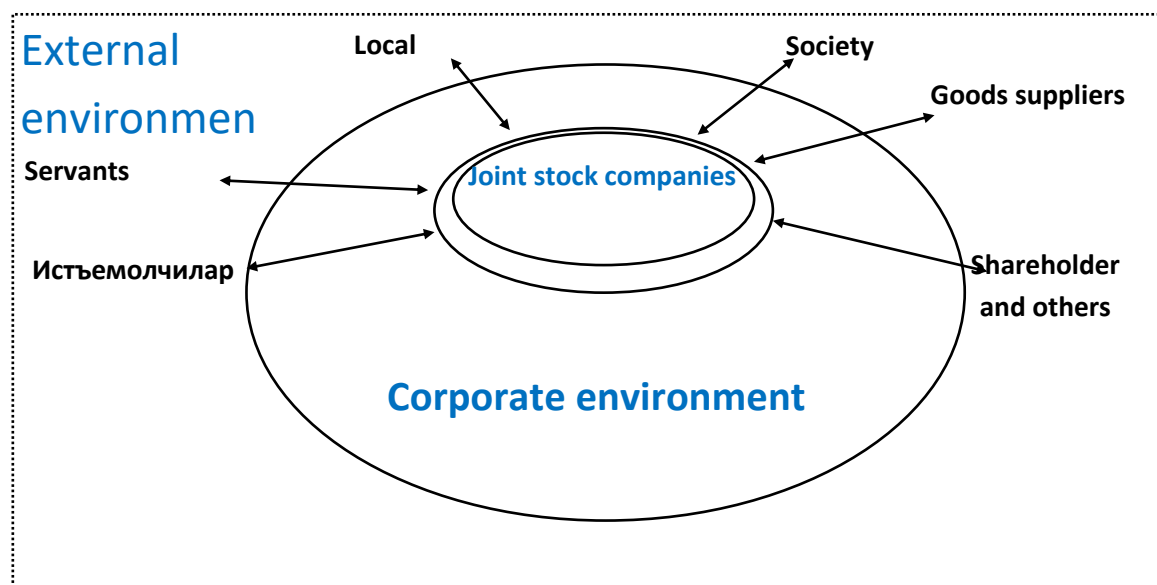 External
environmen
Local
Society
Goods suppliers
Servants
Joint stock companies
Истъемолчилар
Shareholder
and others
Corporate environment